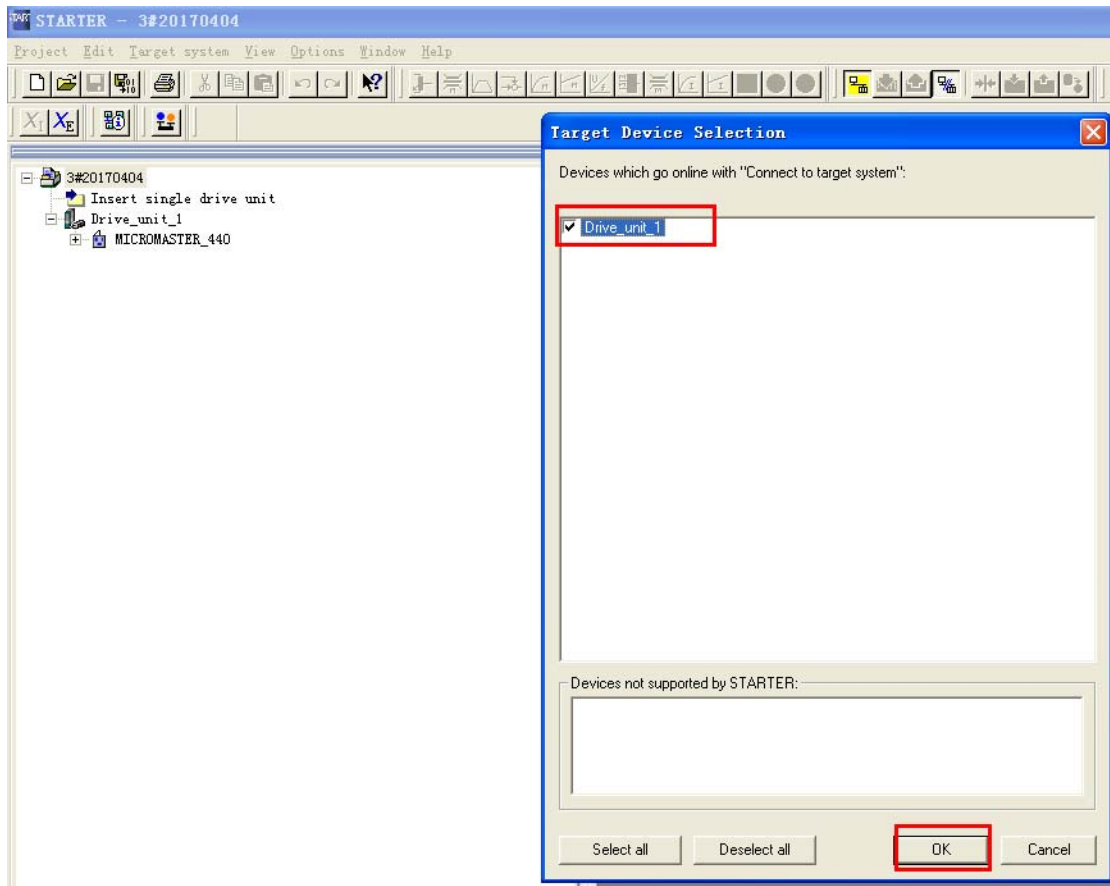 STARTER - 3#20170404
Project Edit Target system View Options Window Help
Target Device Selection
Devices which go online with "Connect to target system":
3#20170404
Insert single drive unit
Drive_unit_1
MICROMASTER_440
Drive_unit_1
Devices not supported by STARTER:
Select all Deselect all OK Cancel